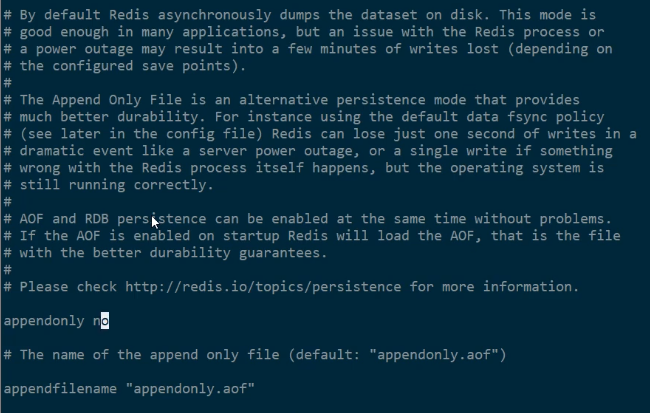 # By default Redis asynchronously dumps the dataset on disk. This mode is
# good enough in many applications, but an issue with the Redis process or
# a power outage may result into a few minutes of writes lost (depending on
# the configured save points).
#
# The Append Only File is an alternative persistence mode that provides
# much better durability. For instance using the default data fsync policy
# (see later in the config file) Redis can lose just one second of writes in a
# dramatic event like a server power outage, or a single write if something
# wrong with the Redis process itself happens, but the operating system is
# still running correctly.
#
# AOF and RDB persistence can be enabled at the same time without problems.
# If the AOF is enabled on startup Redis will load the AOF, that is the file
# with the better durability guarantees.
#
# Please check http://redis.io/topics/persistence for more information.
appendonly no
# The name of the append only file (default: "appendonly.aof")
appendfilename "appendonly.aof"